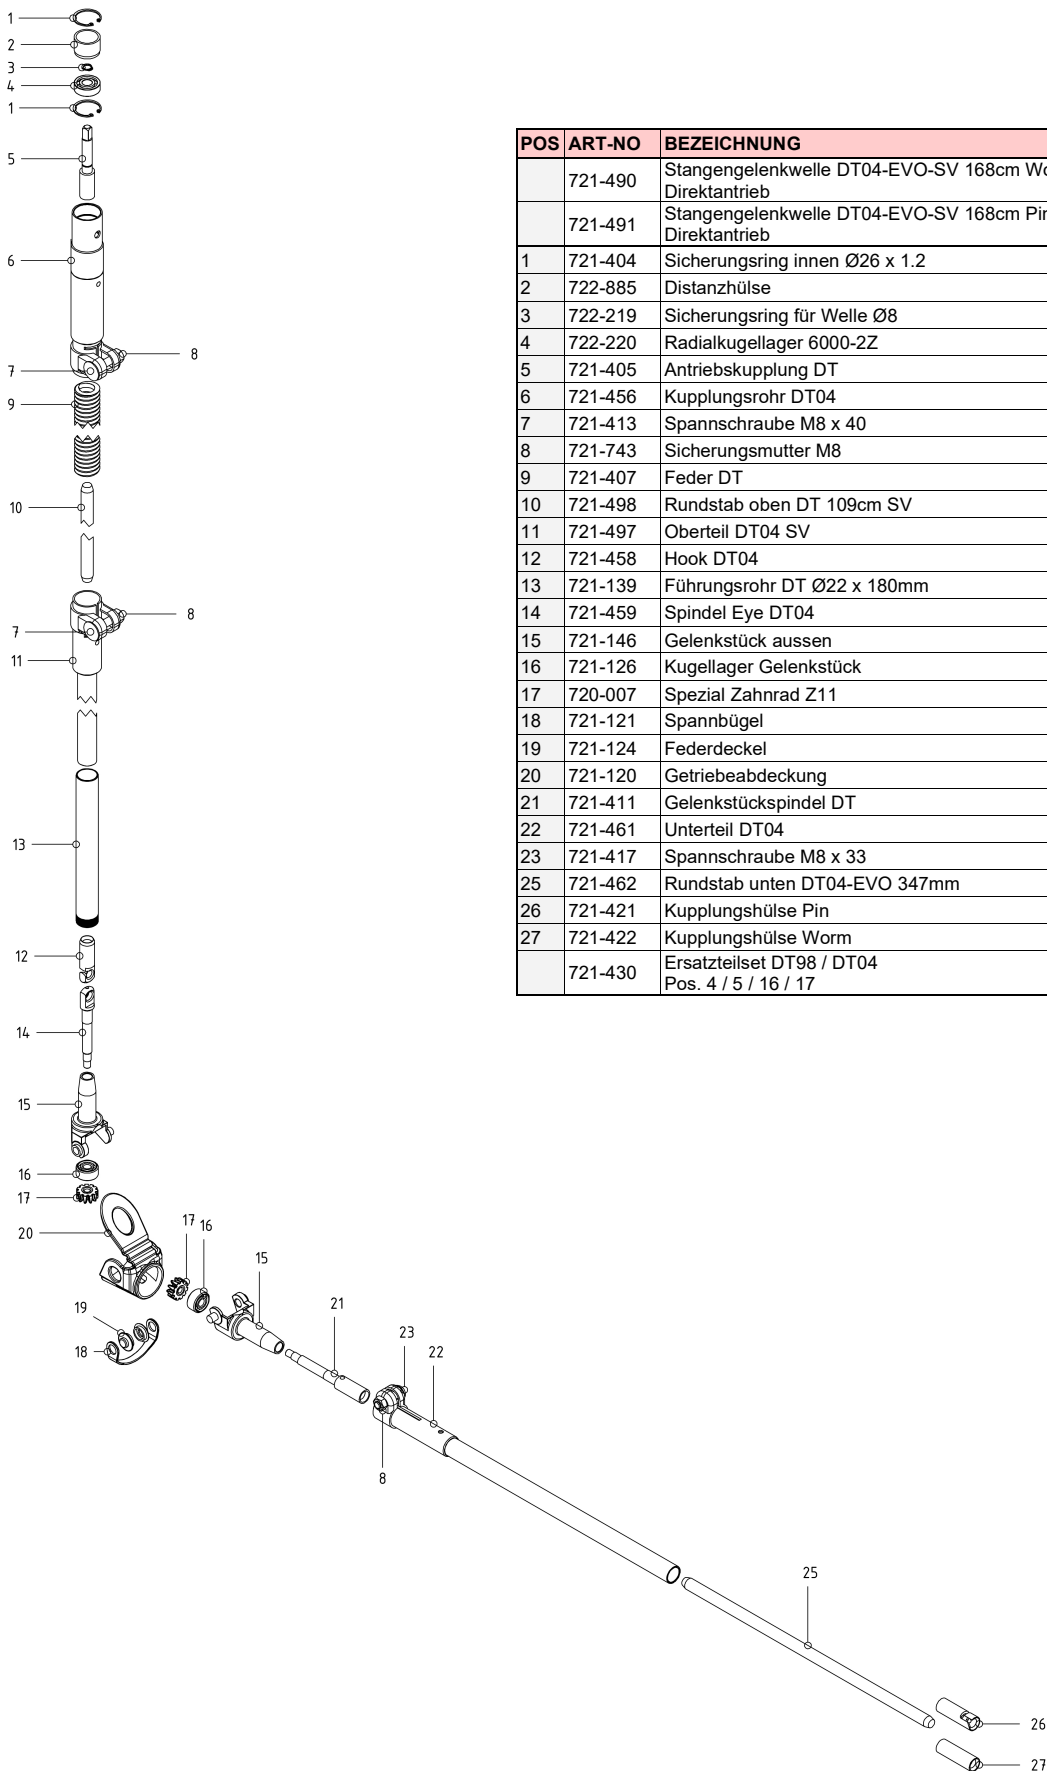 1
2
3
4
1
5
6
8
7
9
10
8
7
11
13
12
14
15
16
17
20
17
16
15
19
18
21
23
22
8
25
26
27
POS ART-NO BEZEICHNUNG
721-490 Stangengelenkwelle DT04-EVO-SV 168cm
Direktantrieb
721-491 Stangengelenkwelle DT04-EVO-SV 168cm
Direktantrieb
1 721-404 Sicherungsring innen Ø26 x 1.2
2 722-885 Distanzhülse
3 722-219 Sicherungsring für Welle Ø8
4 722-220 Radialkugellager 6000-2Z
5 721-405 Antriebskupplung DT
6 721-456 Kupplungsrohr DT04
7 721-413 Spannschraube M8 x 40
8 721-743 Sicherungsmutter M8
9 721-407 Feder DT
10 721-498 Rundstab oben DT 109cm SV
11 721-497 Oberteil DT04 SV
12 721-458 Hook DT04
13 721-139 Führungsrohr DT Ø22 x 180mm
14 721-459 Spindel Eye DT04
15 721-146 Gelenkstück aussen
16 721-126 Kugellager Gelenkstück
17 720-007 Spezial Zahnrad Z11
18 721-121 Spannbügel
19 721-124 Federdeckel
20 721-120 Getriebeabdeckung
21 721-411 Gelenkstückspindel DT
22 721-461 Unterteil DT04
23 721-417 Spannschraube M8 x 33
25 721-462 Rundstab unten DT04-EVO 347mm
26 721-421 Kupplungshülse Pin
27 721-422 Kupplungshülse Worm
721-430 Ersatzteilset DT98 / DT04
Pos. 4 / 5 / 16 / 17